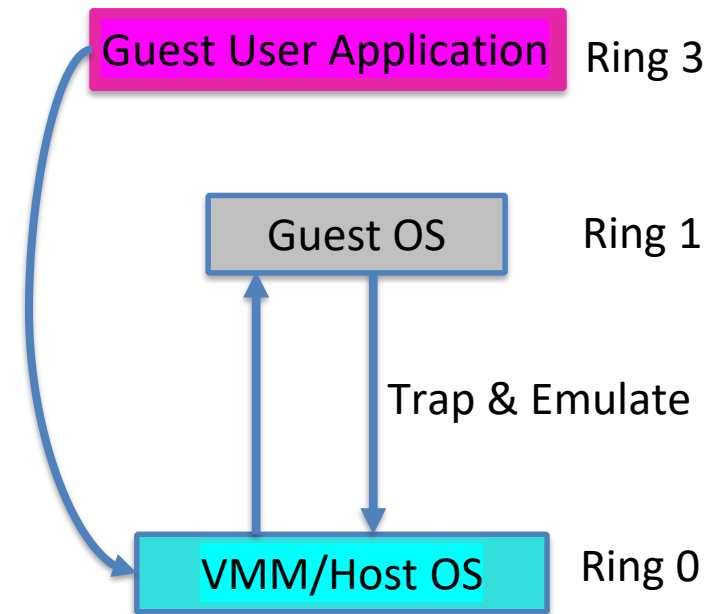 Guest User Application
Ring 3
Guest OS
Ring 1
Trap & Emulate
VMM/Host OS
Ring 0